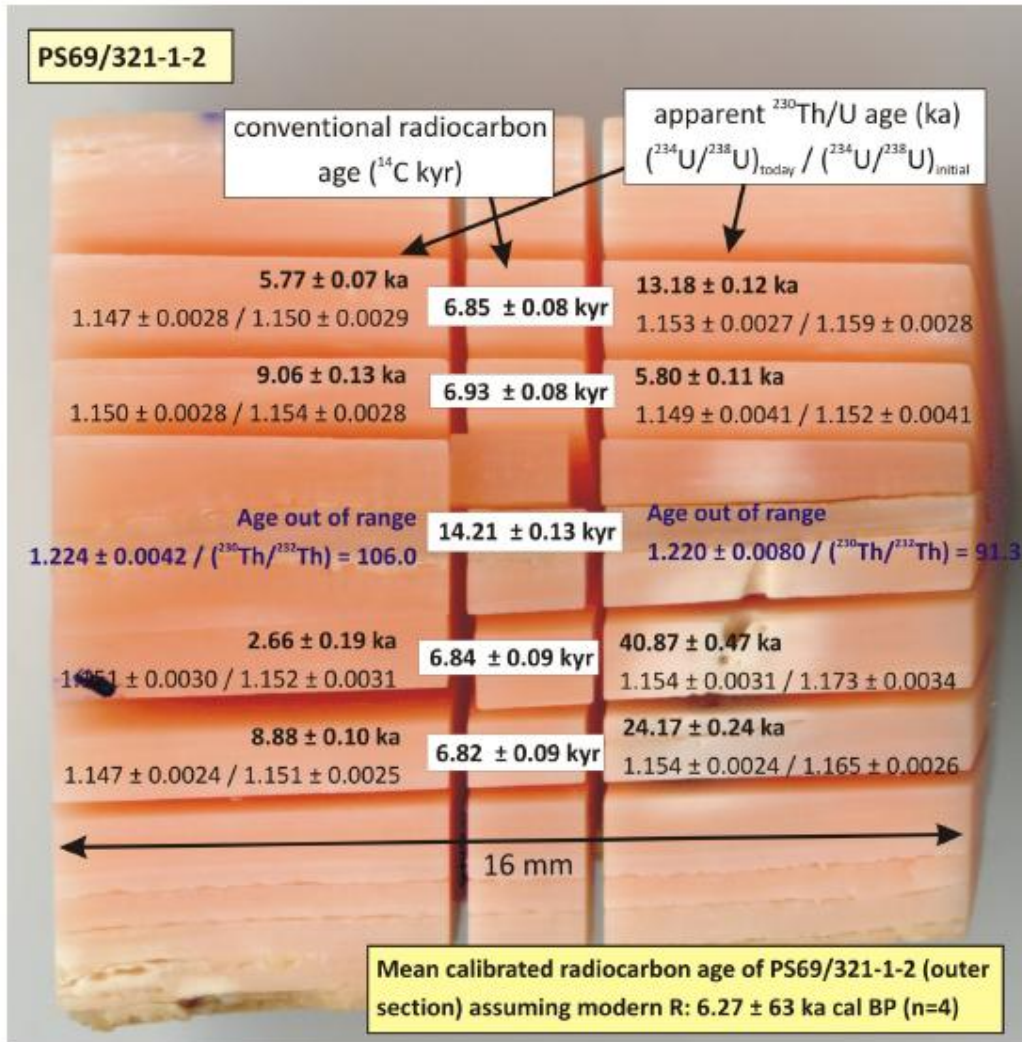 PS69/321-1-2
conventional radiocarbon
age (¹⁴C kyr)
apparent ²³⁰Th/U age (ka)
(²³⁴U/²³⁸U)today / (²³⁴U/²³⁸U)initial
5.77 ± 0.07 ka
1.147 ± 0.0028 / 1.150 ± 0.0029
6.85 ± 0.08 kyr
13.18 ± 0.12 ka
1.153 ± 0.0027 / 1.159 ± 0.0028
9.06 ± 0.13 ka
1.150 ± 0.0028 / 1.154 ± 0.0028
6.93 ± 0.08 kyr
5.80 ± 0.11 ka
1.149 ± 0.0041 / 1.152 ± 0.0041
Age out of range
1.224 ± 0.0042 / (²³⁰Th/²³²Th) = 106.0
14.21 ± 0.13 kyr
Age out of range
1.220 ± 0.0080 / (²³⁰Th/²³²Th) = 91.3
2.66 ± 0.19 ka
± 0.0030 / 1.152 ± 0.0031
6.84 ± 0.09 kyr
40.87 ± 0.47 ka
1.154 ± 0.0031 / 1.173 ± 0.0034
8.88 ± 0.10 ka
1.147 ± 0.0024 / 1.151 ± 0.0025
6.82 ± 0.09 kyr
24.17 ± 0.24 ka
1.154 ± 0.0024 / 1.165 ± 0.0026
16 mm
Mean calibrated radiocarbon age of PS69/321-1-2 (outer
section) assuming modern R: 6.27 ± 63 ka cal BP (n=4)